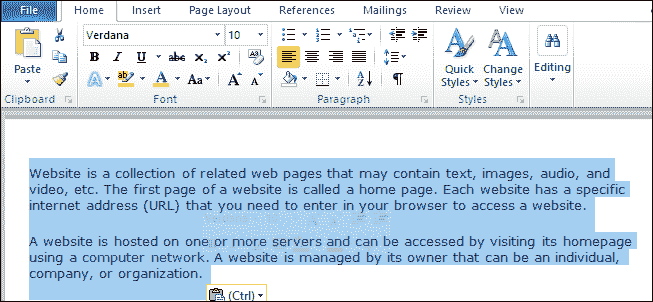 File Home Insert Page Layout References Mailings Review View
Verdana 10
Paste
B I U abc X₂ X²
A ab A Aa A A
A Z
Quick Styles
Change Styles
Editing
Clipboard Font Paragraph Styles
Website is a collection of related web pages that may contain text, images, audio, and
video, etc. The first page of a website is called a home page. Each website has a specific
internet address (URL) that you need to enter in your browser to access a website.
A website is hosted on one or more servers and can be accessed by visiting its homepage
using a computer network. A website is managed by its owner that can be an individual,
company, or organization.
(Ctrl)